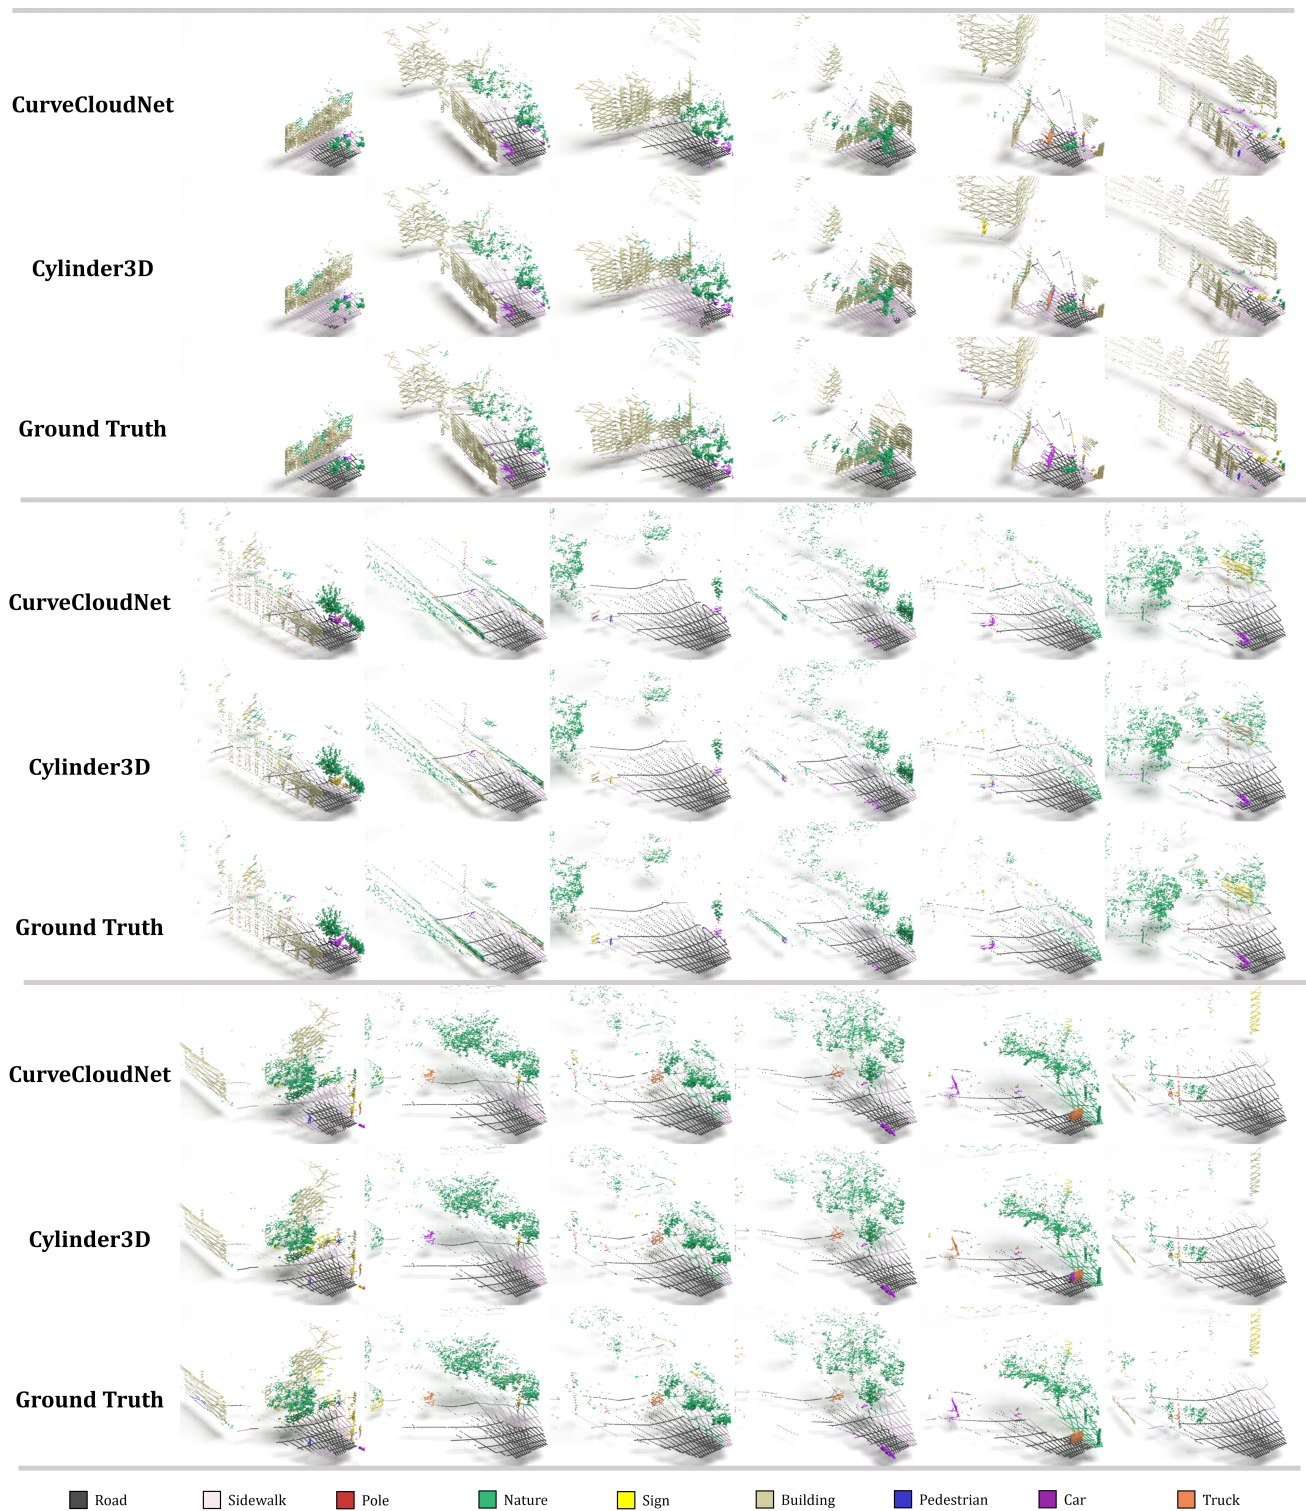 CurveCloudNet
Cylinder3D
Ground Truth
CurveCloudNet
Cylinder3D
Ground Truth
CurveCloudNet
Cylinder3D
Ground Truth
Road Sidewalk Pole Nature Sign Building Pedestrian Car Truck